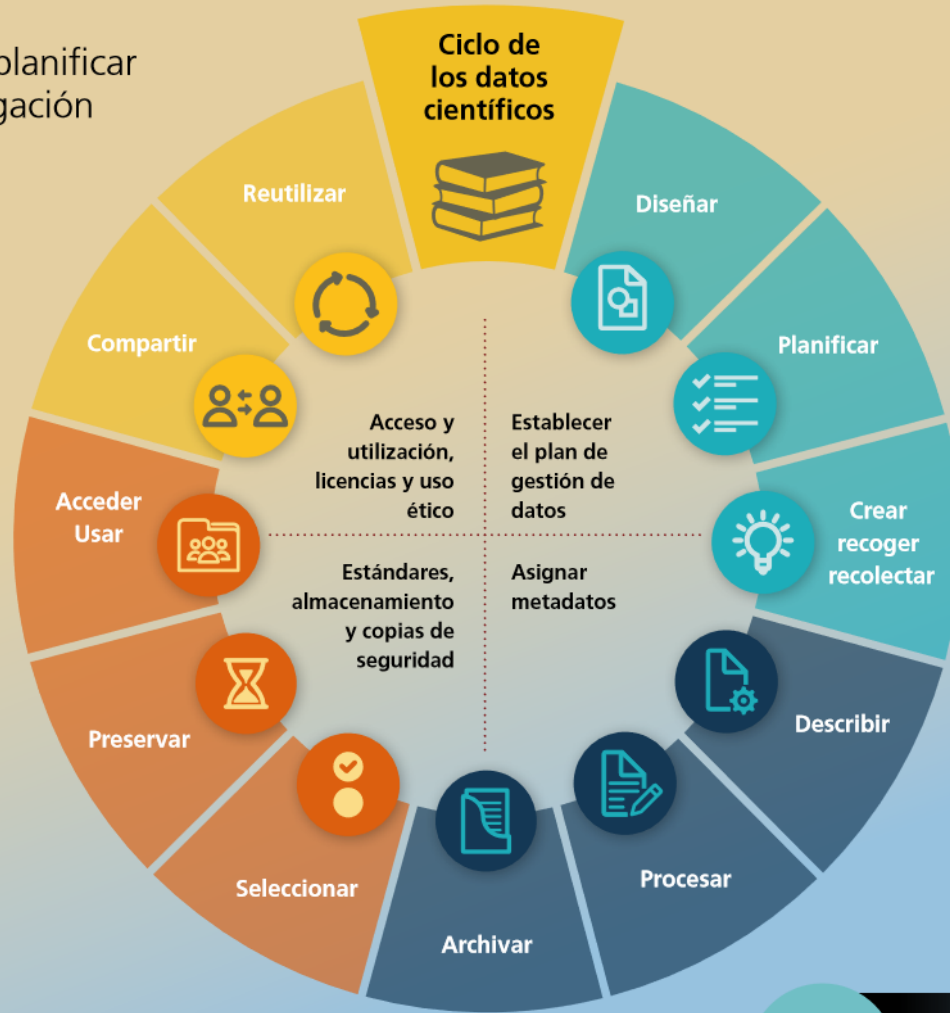 planificar
gación
Ciclo de
los datos
científicos
Diseñar
Planificar
Crear
recoger
recolectar
Describir
Procesar
Archivar
Seleccionar
Preservar
Acceder
Usar
Compartir
Reutilizar
Acceso y
utilización,
licencias y uso
ético
Establecer
el plan de
gestión de
datos
Estándares,
almacenamiento
y copias de
seguridad
Asignar
metadatos